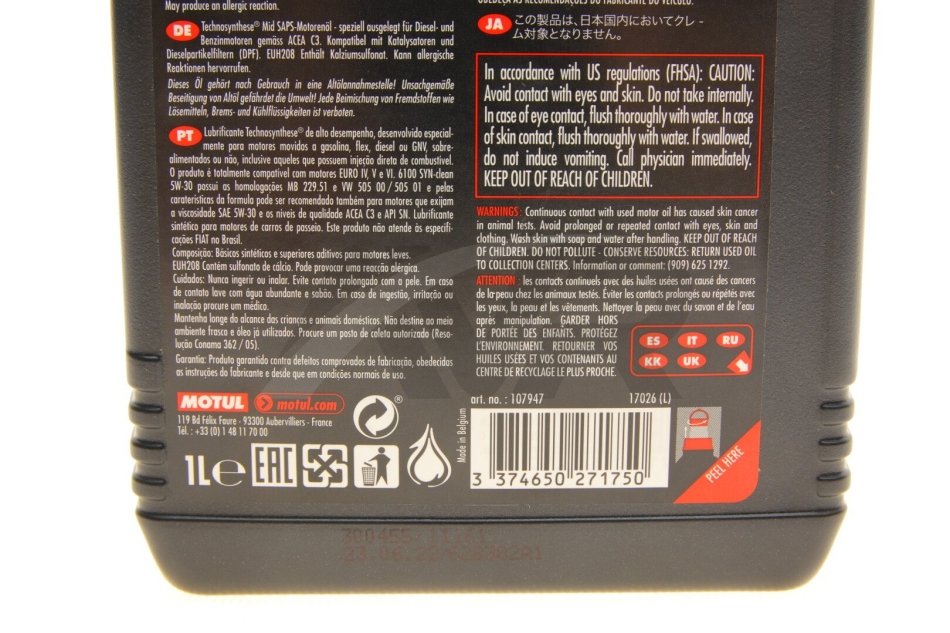 May produce an allergic reaction.
DE Technosynthese® Mid SAPS-Motorenöl - speziell ausgelegt für Diesel- und
Benzinmotoren gemäss ACEA C3. Kompatibel mit Katalysatoren und
Dieselpartikelfiltern (DPF). EUH208 Enthält Kalziumsulfonat. Kann allergische
Reaktionen hervorrufen.
Dieses Öl gehört nach Gebrauch in eine Altölannahmestelle! Unsachgemäße
Beseitigung von Altöl gefährdet die Umwelt! Jede Beimischung von Fremdstoffen wie
Lösemitteln, Brems- und Kühlflüssigkeiten ist verboten.
PT Lubrificante Technosynthese® de alto desempenho, desenvolvido especial-
mente para motores movidos a gasolina, flex, diesel ou GNV, sobre-
alimentados ou não, inclusive aqueles que possuem injeção direta de combustível.
O produto é totalmente compatível com motores EURO IV, V e VI. 6100 SYN-clean
5W-30 possui as homologações MB 229.51 e VW 505 00 / 505 01 e pelas
caraterísticas da formula pode ser recomendado também para motores que exijam
a viscosidade SAE 5W-30 e os níveis de qualidade ACEA C3 e API SN. Lubrificante
sintético para motores de carros de passeio. Este produto não atende às especifi-
cações FIAT no Brasil.
Composição: Básicos sintéticos e superiores aditivos para motores leves.
EUH208 Contém sulfonato de cálcio. Pode provocar uma reacção alérgica.
Cuidados: Nunca ingerir ou inalar. Evite contato prolongado com a pele. Em caso
de contato lave com água abundante e sabão. Em caso de ingestão, irritação ou
inalação procure um médico.
Mantenha longe do alcance das crianças e animais domésticos. Não destine ao meio
ambiente frasco e óleo já utilizados. Procure um posto de coleta autorizado (Reso-
lução Conama 362 / 05).
Garantia: Produto garantido contra defeitos comprovados de fabricação, obedecidas
as instruções do fabricante e desde que em condições normais de uso.
MOTUL motul.com
119 Bd Félix Faure - 93300 Aubervilliers - France
Tél. : +33 (0) 1 48 11 70 00
1L e EAC
OBEDEÇA AS RECOMENDAÇÕES DO FABRICANTE DO VEÍCULO.
JA この製品は、日本国内においてクレ -
ム対象となりません。
In accordance with US regulations (FHSA): CAUTION:
Avoid contact with eyes and skin. Do not take internally.
In case of eye contact, flush thoroughly with water. In case
of skin contact, flush thoroughly with water. If swallowed,
do not induce vomiting. Call physician immediately.
KEEP OUT OF REACH OF CHILDREN.
WARNINGS : Continuous contact with used motor oil has caused skin cancer
in animal tests. Avoid prolonged or repeated contact with eyes, skin and
clothing. Wash skin with soap and water after handling. KEEP OUT OF REACH
OF CHILDREN. DO NOT POLLUTE - CONSERVE RESOURCES: RETURN USED OIL
TO COLLECTION CENTERS. Information or comment: (909) 625 1292.
ATTENTION : les contacts continuels avec des huiles usées ont causé des cancers
de la peau chez les animaux testés. Éviter les contacts prolongés ou répétés avec
les yeux, la peau et les vêtements. Nettoyer la peau avec du savon et de l'eau
après manipulation. GARDER HORS
DE PORTÉE DES ENFANTS. PROTÉGEZ
L'ENVIRONNEMENT. RETOURNER VOS
HUILES USÉES ET VOS CONTENANTS AU
CENTRE DE RECYCLAGE LE PLUS PROCHE.
ES IT RU
KK UK
art. no. : 107947 17026 (L)
Made in Belgium
3 374650 271750
PEEL HERE